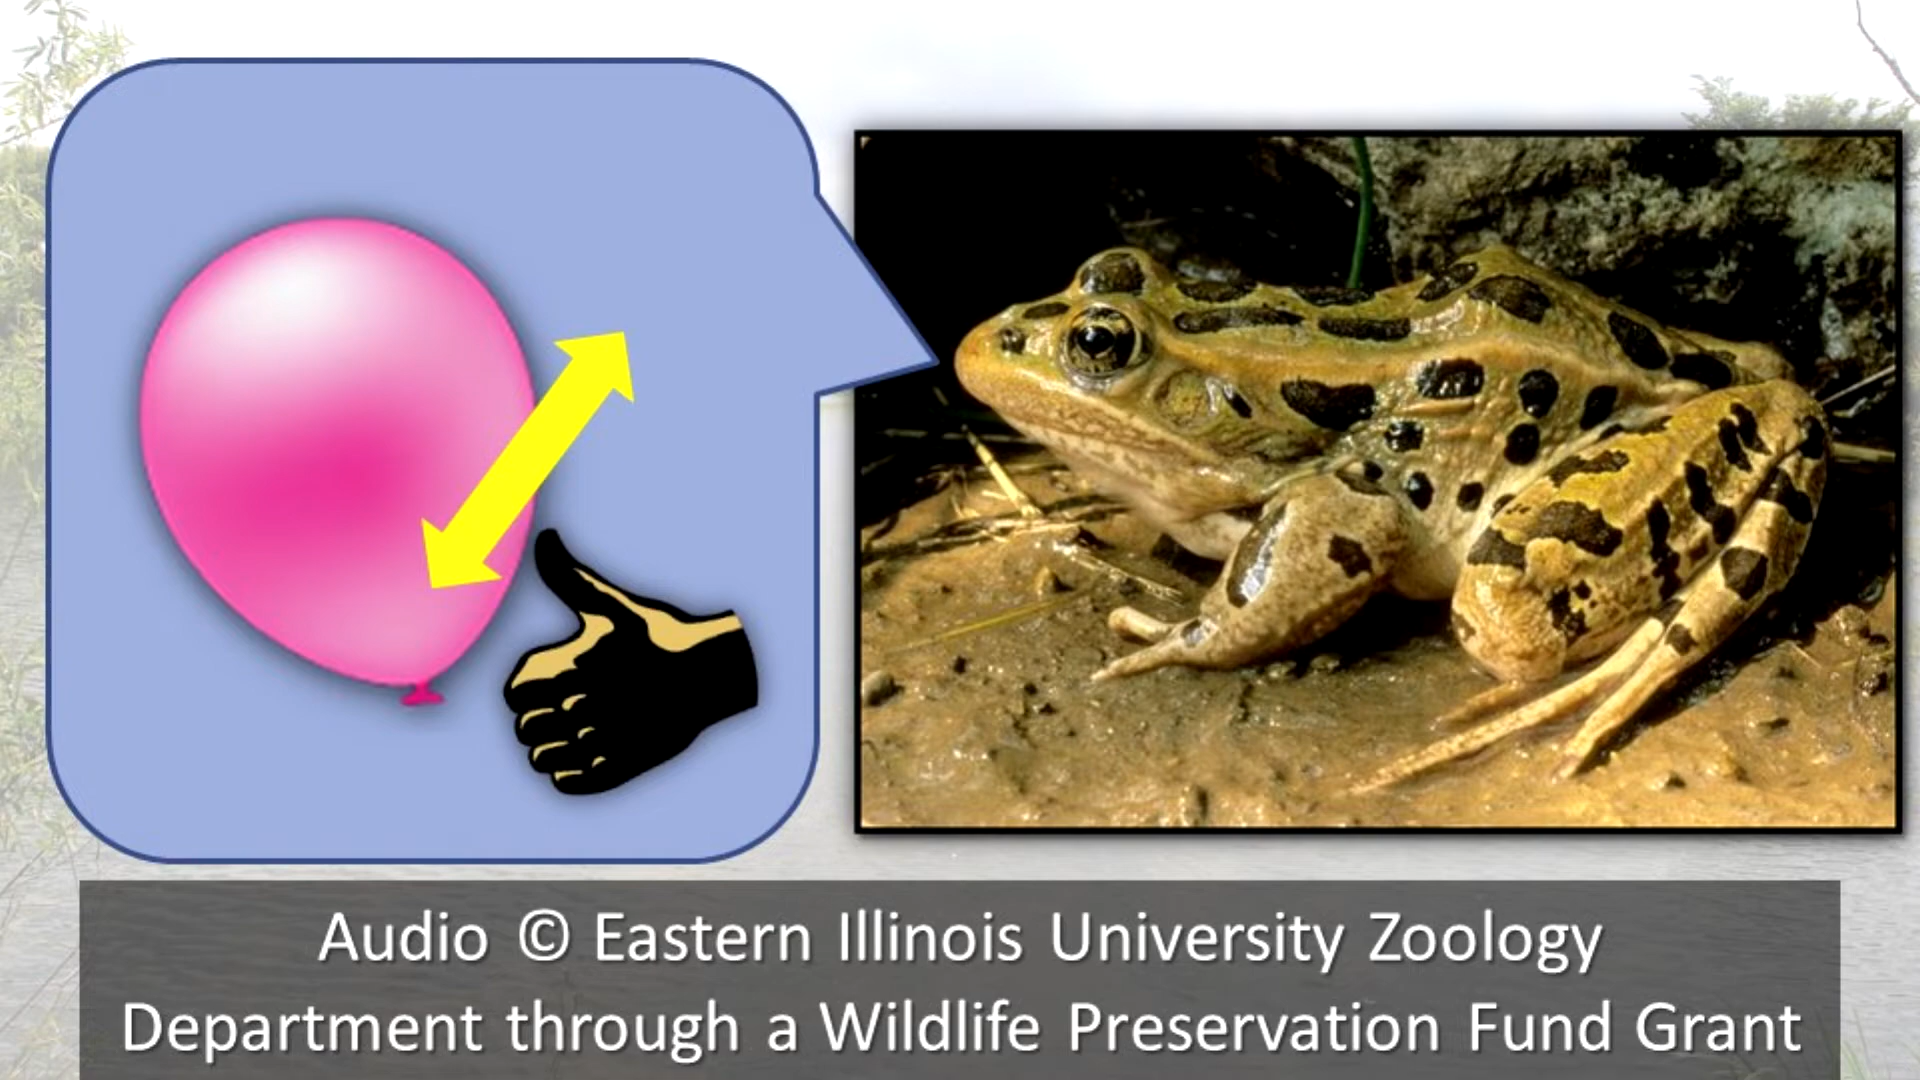 Audio © Eastern Illinois University Zoology
Department through a Wildlife Preservation Fund Grant